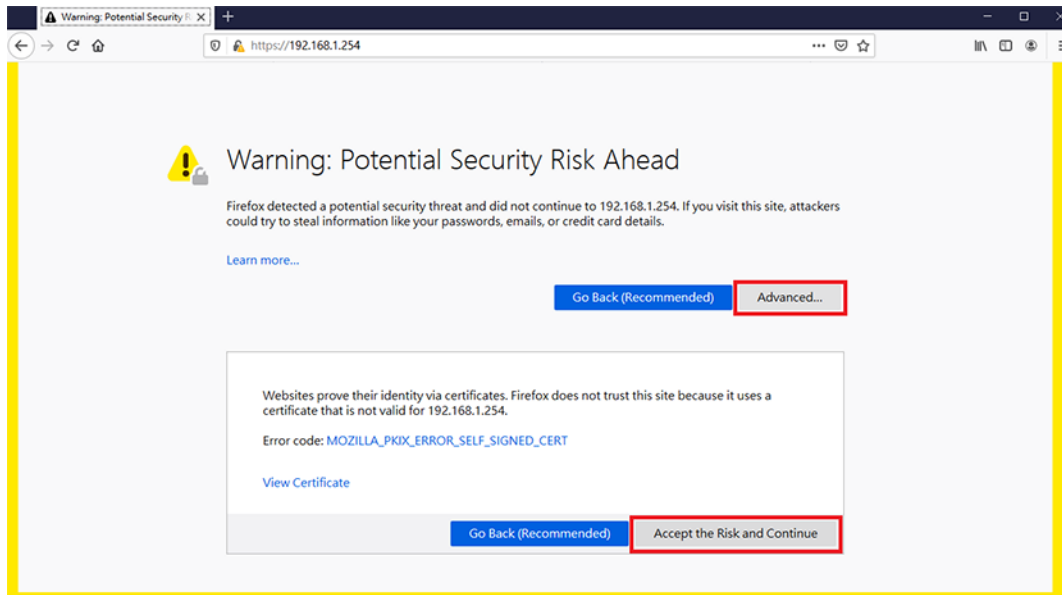 Warning: Potential Security R
https://192.168.1.254
Warning: Potential Security Risk Ahead
Firefox detected a potential security threat and did not continue to 192.168.1.254. If you visit this site, attackers
could try to steal information like your passwords, emails, or credit card details.
Learn more...
Go Back (Recommended) Advanced...
Websites prove their identity via certificates. Firefox does not trust this site because it uses a
certificate that is not valid for 192.168.1.254.
Error code: MOZILLA_PKIX_ERROR_SELF_SIGNED_CERT
View Certificate
Go Back (Recommended) Accept the Risk and Continue